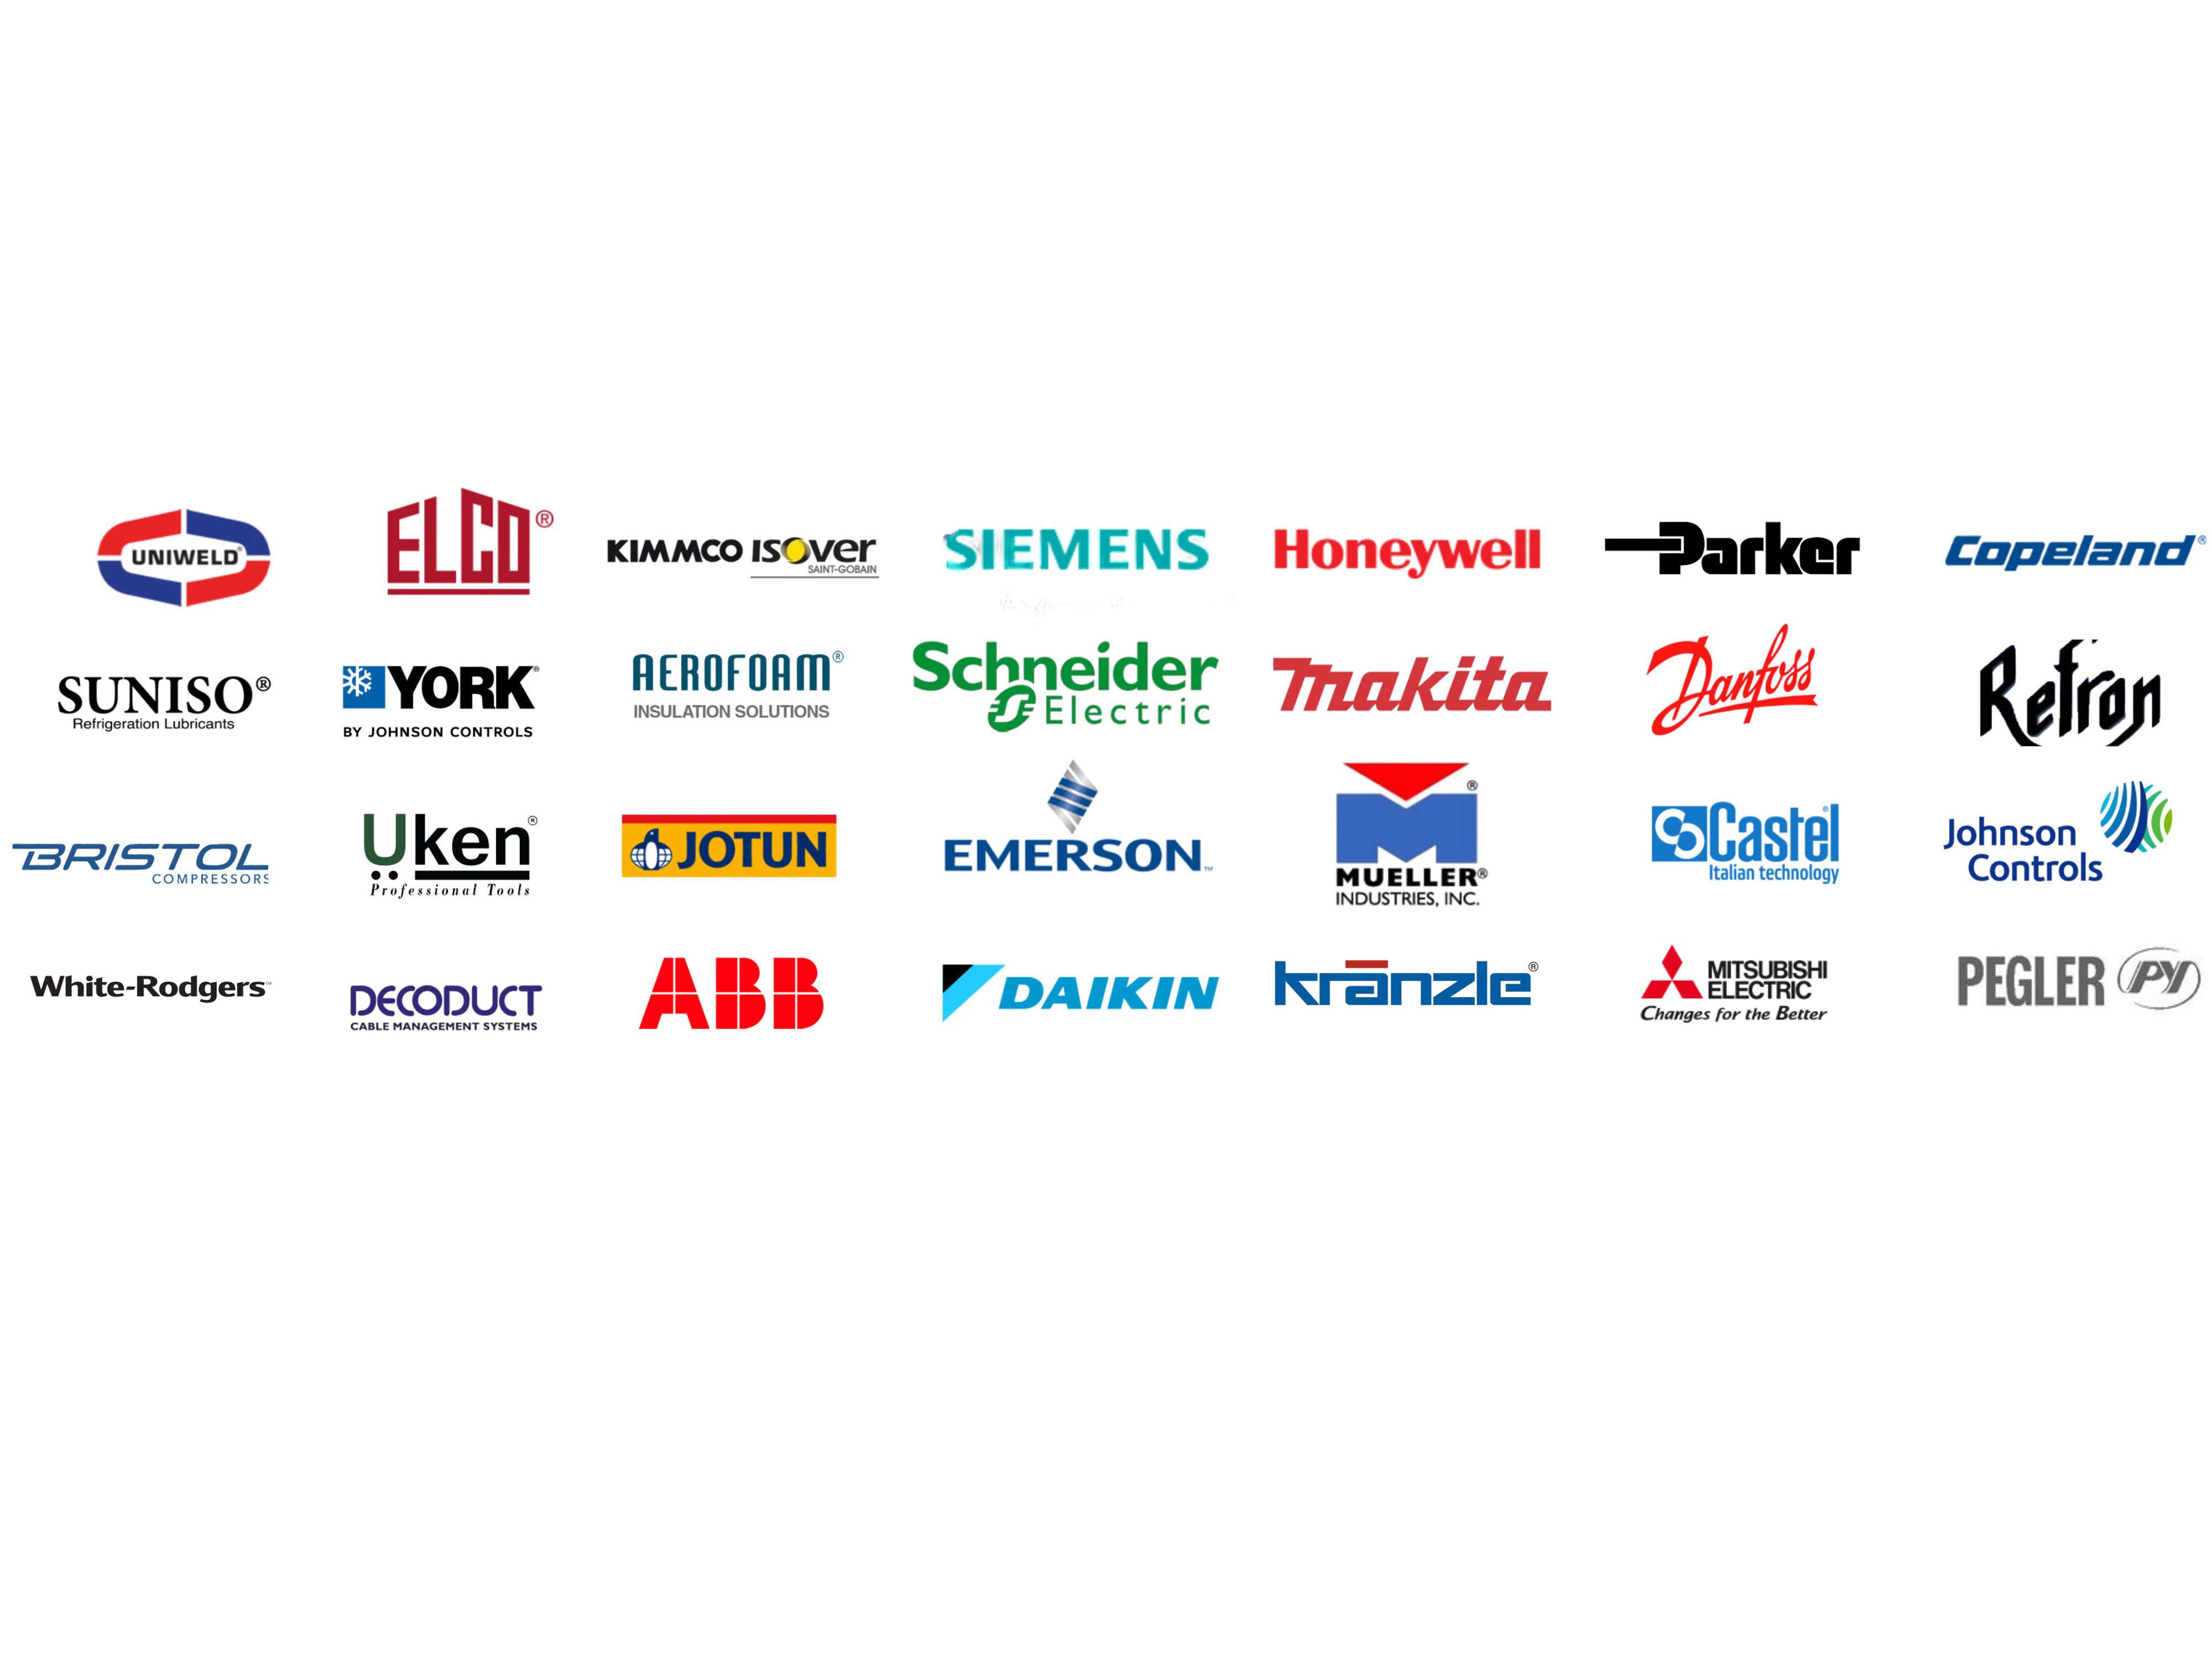 UNIWELD®
ELCO®
KIMMCO ISOVER
SAINT-GOBAIN
SIEMENS
Honeywell
Parker
Copeland®
SUNISO®
Refrigeration Lubricants
YORK®
BY JOHNSON CONTROLS
AEROFOAM®
INSULATION SOLUTIONS
Schneider
Electric
makita
Danfoss
Refron
BRISTOL
COMPRESSORS
Uken®
Professional Tools
JOTUN
EMERSON™
MUELLER®
INDUSTRIES, INC.
Castel®
Italian technology
Johnson
Controls
White-Rodgers™
DECODUCT
CABLE MANAGEMENT SYSTEMS
ABB
DAIKIN
kränzle®
MITSUBISHI
ELECTRIC
Changes for the Better
PEGLER PY